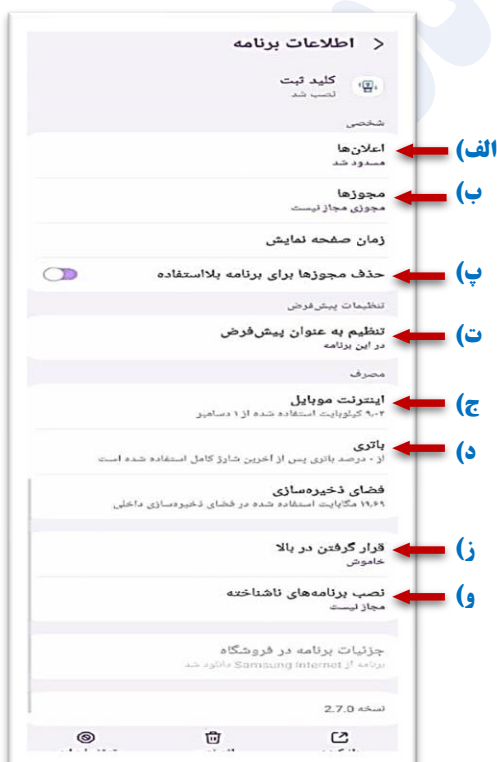 اطلاعات برنامه >
کلید ثبت
نصب شد
شخصی
اعلان‌ها
مسدود شد
الف)
مجوزها
مجوزی مجاز نیست
ب)
زمان صفحه نمایش
حذف مجوزها برای برنامه بلااستفاده
پ)
تنظیمات پیش‌فرض
تنظیم به عنوان پیش‌فرض
در این برنامه
ت)
مصرف
اینترنت موبایل
۹٫۰۲ کیلوبایت استفاده شده از ۱ دسامبر
ج)
باتری
از ۰ درصد باتری پس از آخرین شارژ کامل استفاده شده است
د)
فضای ذخیره‌سازی
۱۹٫۶۹ مگابایت استفاده شده در فضای ذخیره‌سازی داخلی
قرار گرفتن در بالا
خاموش
ز)
نصب برنامه‌های ناشناخته
مجاز نیست
و)
جزئیات برنامه در فروشگاه
برنامه از Samsung Internet دانلود شد
نسخه 2.7.0